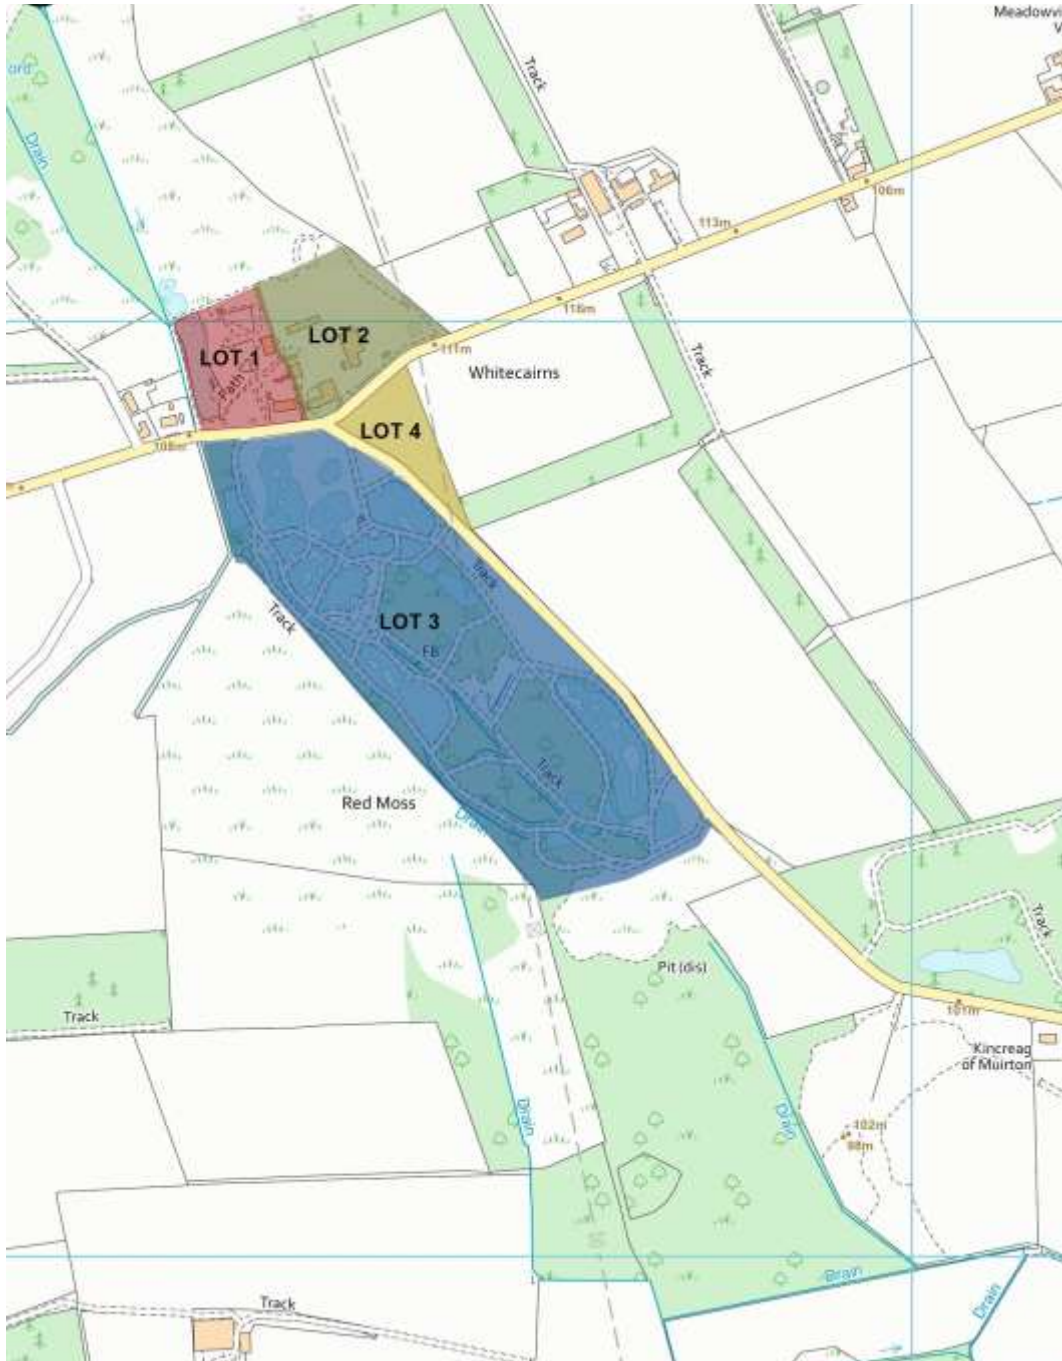 Meadowvi
V
Track
ord
Drain
106m
113m
116m
LOT 2
111m
LOT 1
Path
Whitecairns
Track
LOT 4
108m
Track
Track
LOT 3
FB
Track
Red Moss
Drain
Track
Pit (dis)
Track
101m
Kincreag
of Muirton
Drain
Drain
102m
98m
Drain
Drain
Track